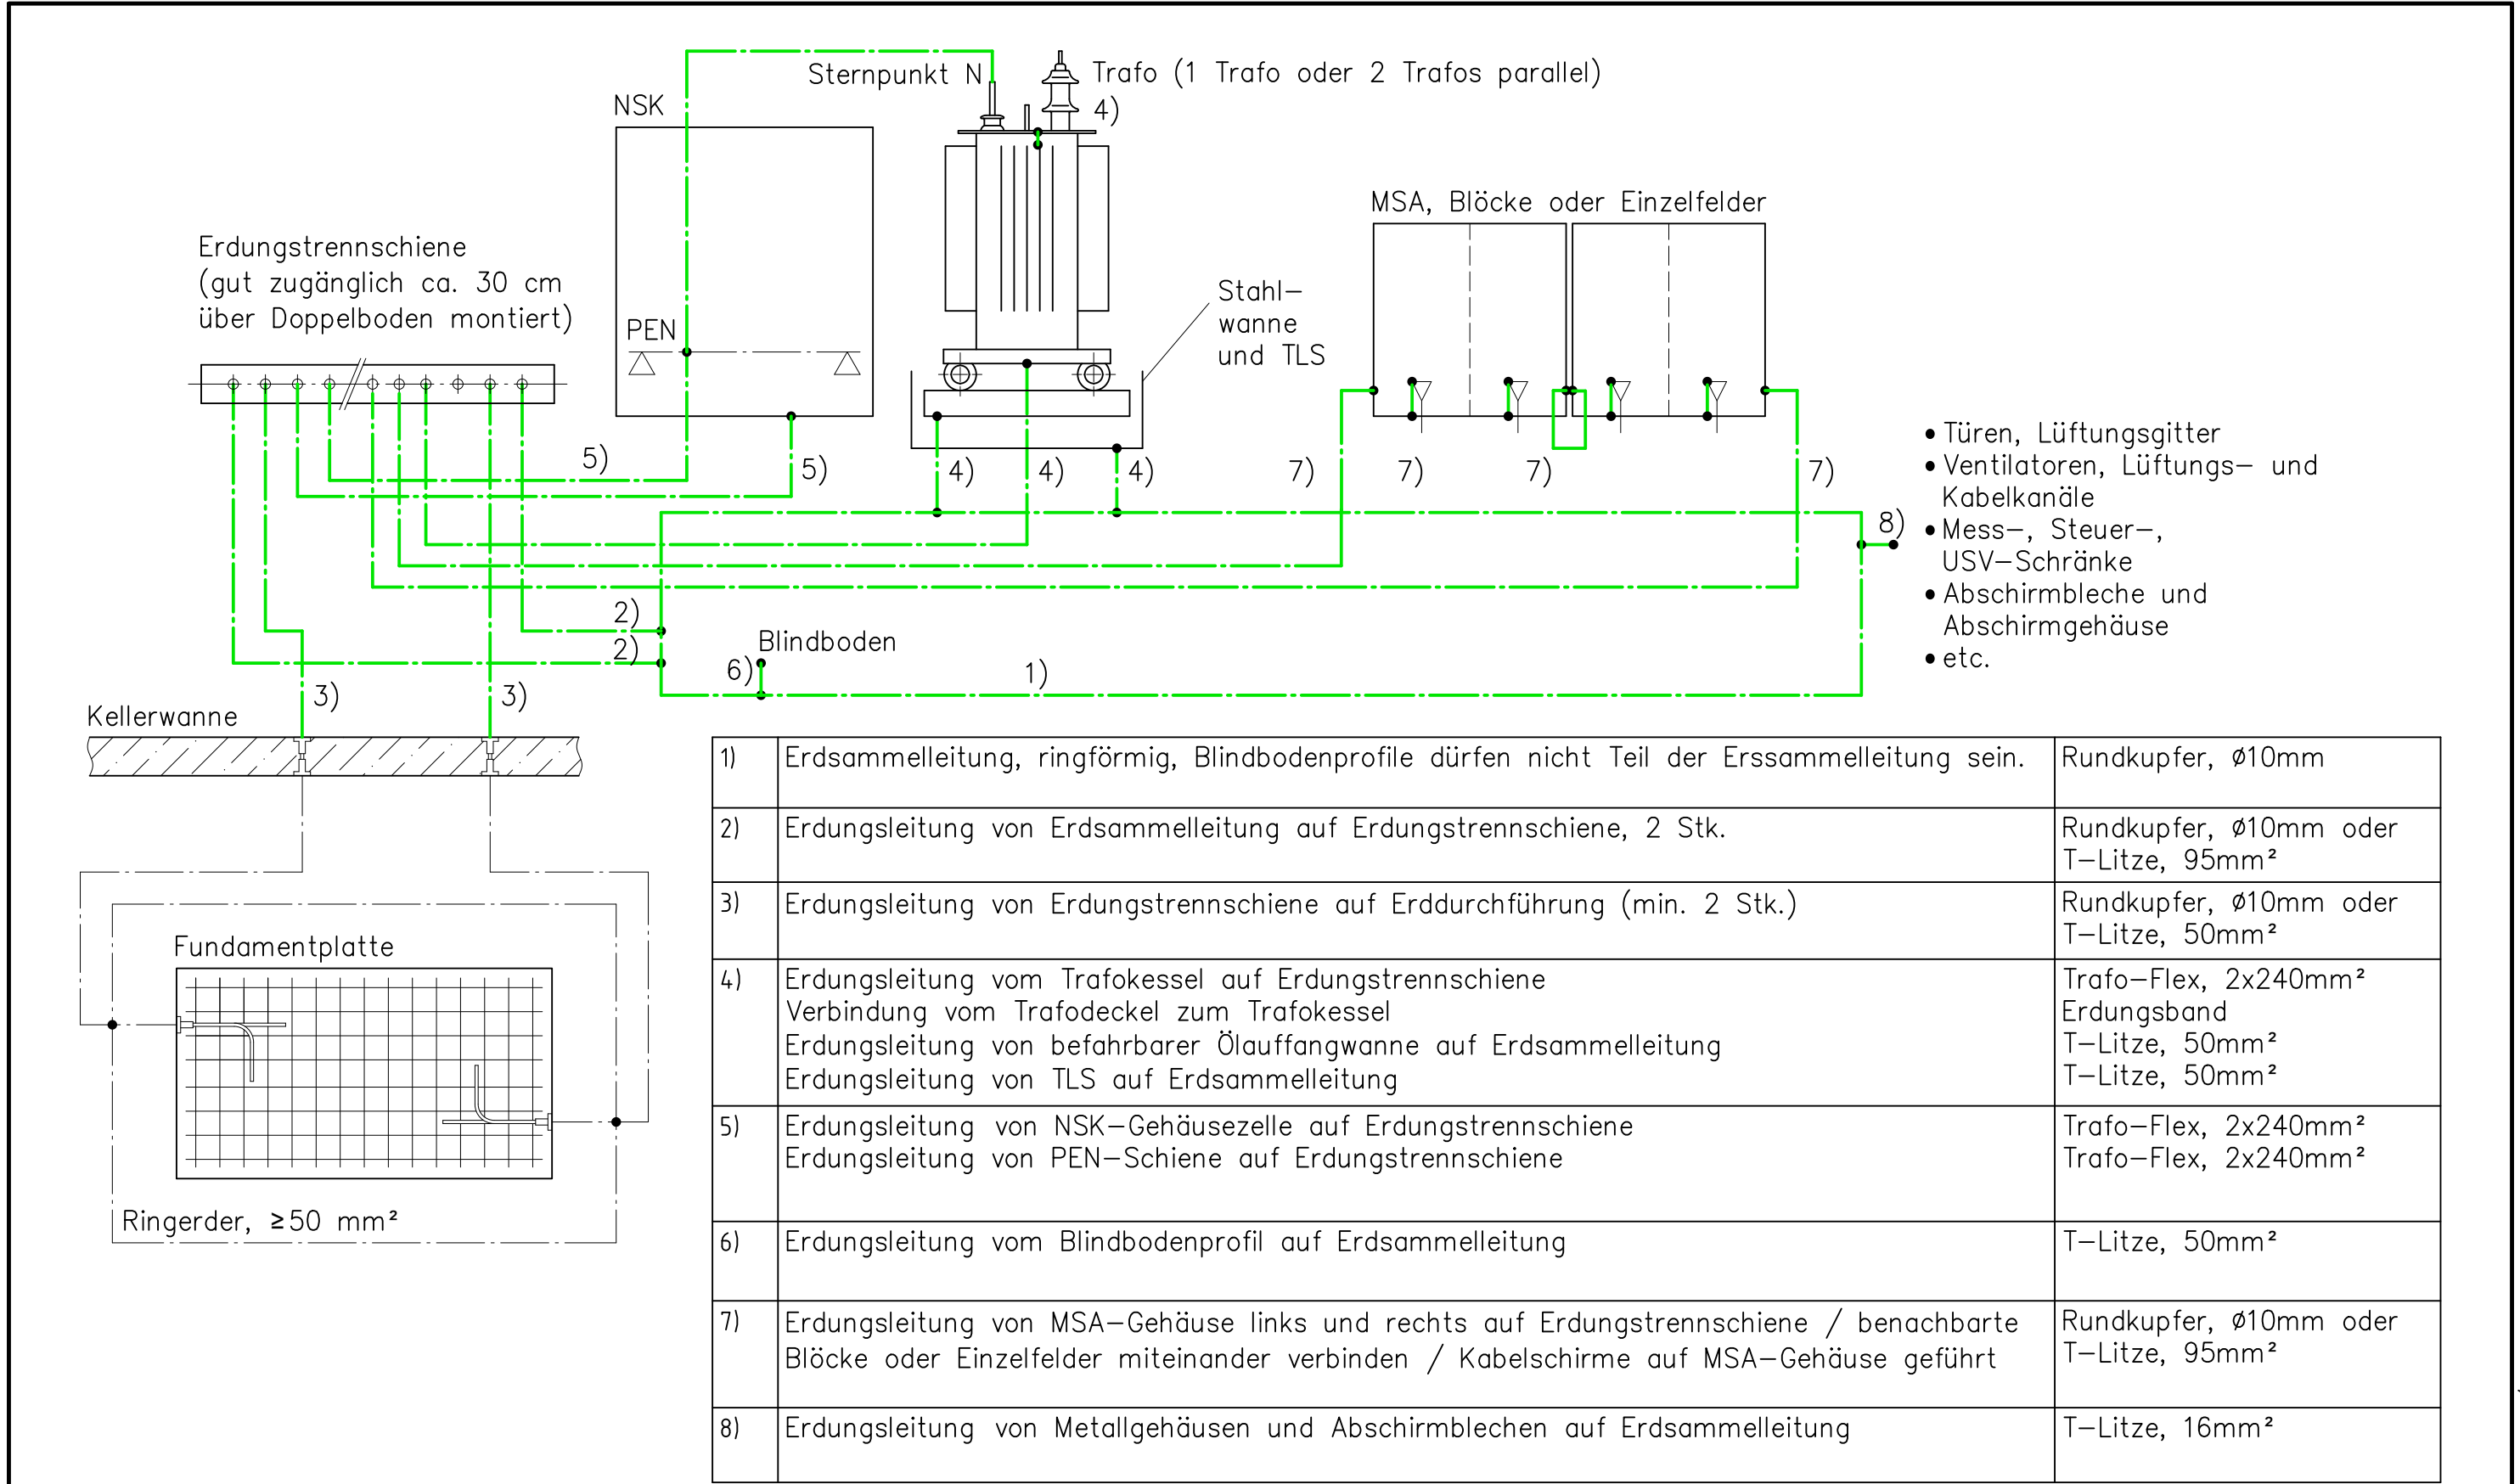 Sternpunkt N
Trafo (1 Trafo oder 2 Trafos parallel)
4)
NSK
MSA, Blöcke oder Einzelfelder
Erdungstrennschiene
(gut zugänglich ca. 30 cm
über Doppelboden montiert)
PEN
Stahl-
wanne
und TLS
5)
5)
4)
4)
4)
7)
7)
7)
7)
8)
• Türen, Lüftungsgitter
• Ventilatoren, Lüftungs- und
Kabelkanäle
• Mess-, Steuer-,
USV-Schränke
• Abschirmbleche und
Abschirmgehäuse
• etc.
2)
2)
Blindboden
6)
1)
3)
3)
Kellerwanne
Fundamentplatte
Ringerder, ≥50 mm²
1) Erdsammelleitung, ringförmig, Blindbodenprofile dürfen nicht Teil der Erssammelleitung sein. Rundkupfer, ø10mm
2) Erdungsleitung von Erdsammelleitung auf Erdungstrennschiene, 2 Stk. Rundkupfer, ø10mm oder
T-Litze, 95mm²
3) Erdungsleitung von Erdungstrennschiene auf Erddurchführung (min. 2 Stk.) Rundkupfer, ø10mm oder
T-Litze, 50mm²
4) Erdungsleitung vom Trafokessel auf Erdungstrennschiene Trafo-Flex, 2x240mm²
Verbindung vom Trafodeckel zum Trafokessel Erdungsband
Erdungsleitung von befahrbarer Ölauffangwanne auf Erdsammelleitung T-Litze, 50mm²
Erdungsleitung von TLS auf Erdsammelleitung T-Litze, 50mm²
5) Erdungsleitung von NSK-Gehäusezelle auf Erdungstrennschiene Trafo-Flex, 2x240mm²
Erdungsleitung von PEN-Schiene auf Erdungstrennschiene Trafo-Flex, 2x240mm²
6) Erdungsleitung vom Blindbodenprofil auf Erdsammelleitung T-Litze, 50mm²
7) Erdungsleitung von MSA-Gehäuse links und rechts auf Erdungstrennschiene / benachbarte Rundkupfer, ø10mm oder
Blöcke oder Einzelfelder miteinander verbinden / Kabelschirme auf MSA-Gehäuse geführt T-Litze, 95mm²
8) Erdungsleitung von Metallgehäusen und Abschirmblechen auf Erdsammelleitung T-Litze, 16mm²